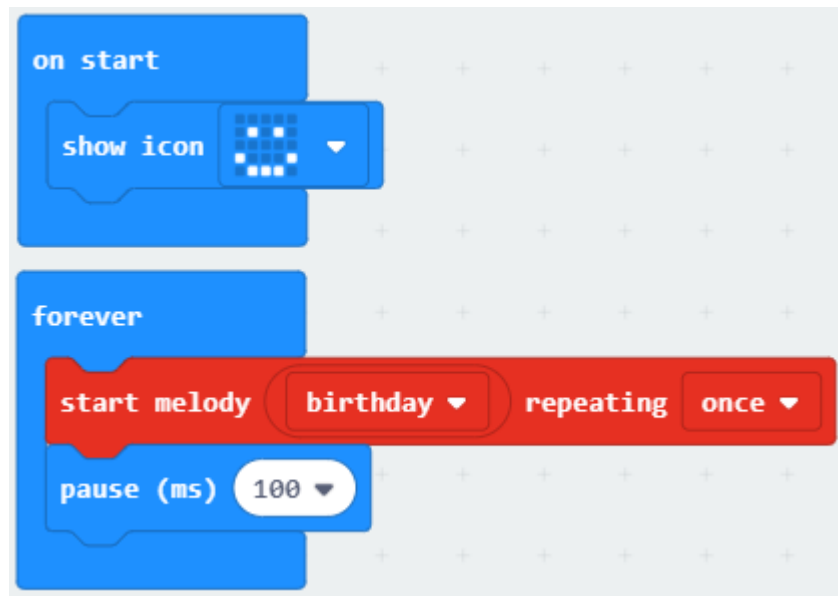 on start
show icon
forever
start melody birthday repeating once
pause (ms) 100